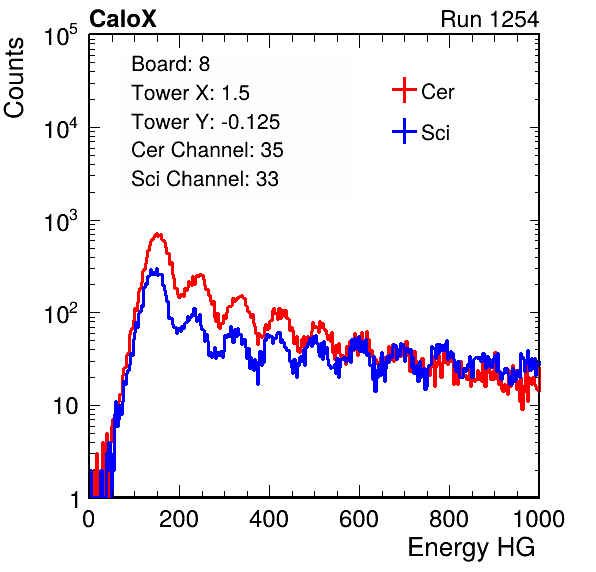 CaloX Run 1254
Counts
Board: 8
Tower X: 1.5
Tower Y: -0.125
Cer Channel: 35
Sci Channel: 33
Cer
Sci
10^5
10^4
10^3
10^2
10
1
0 200 400 600 800 1000
Energy HG